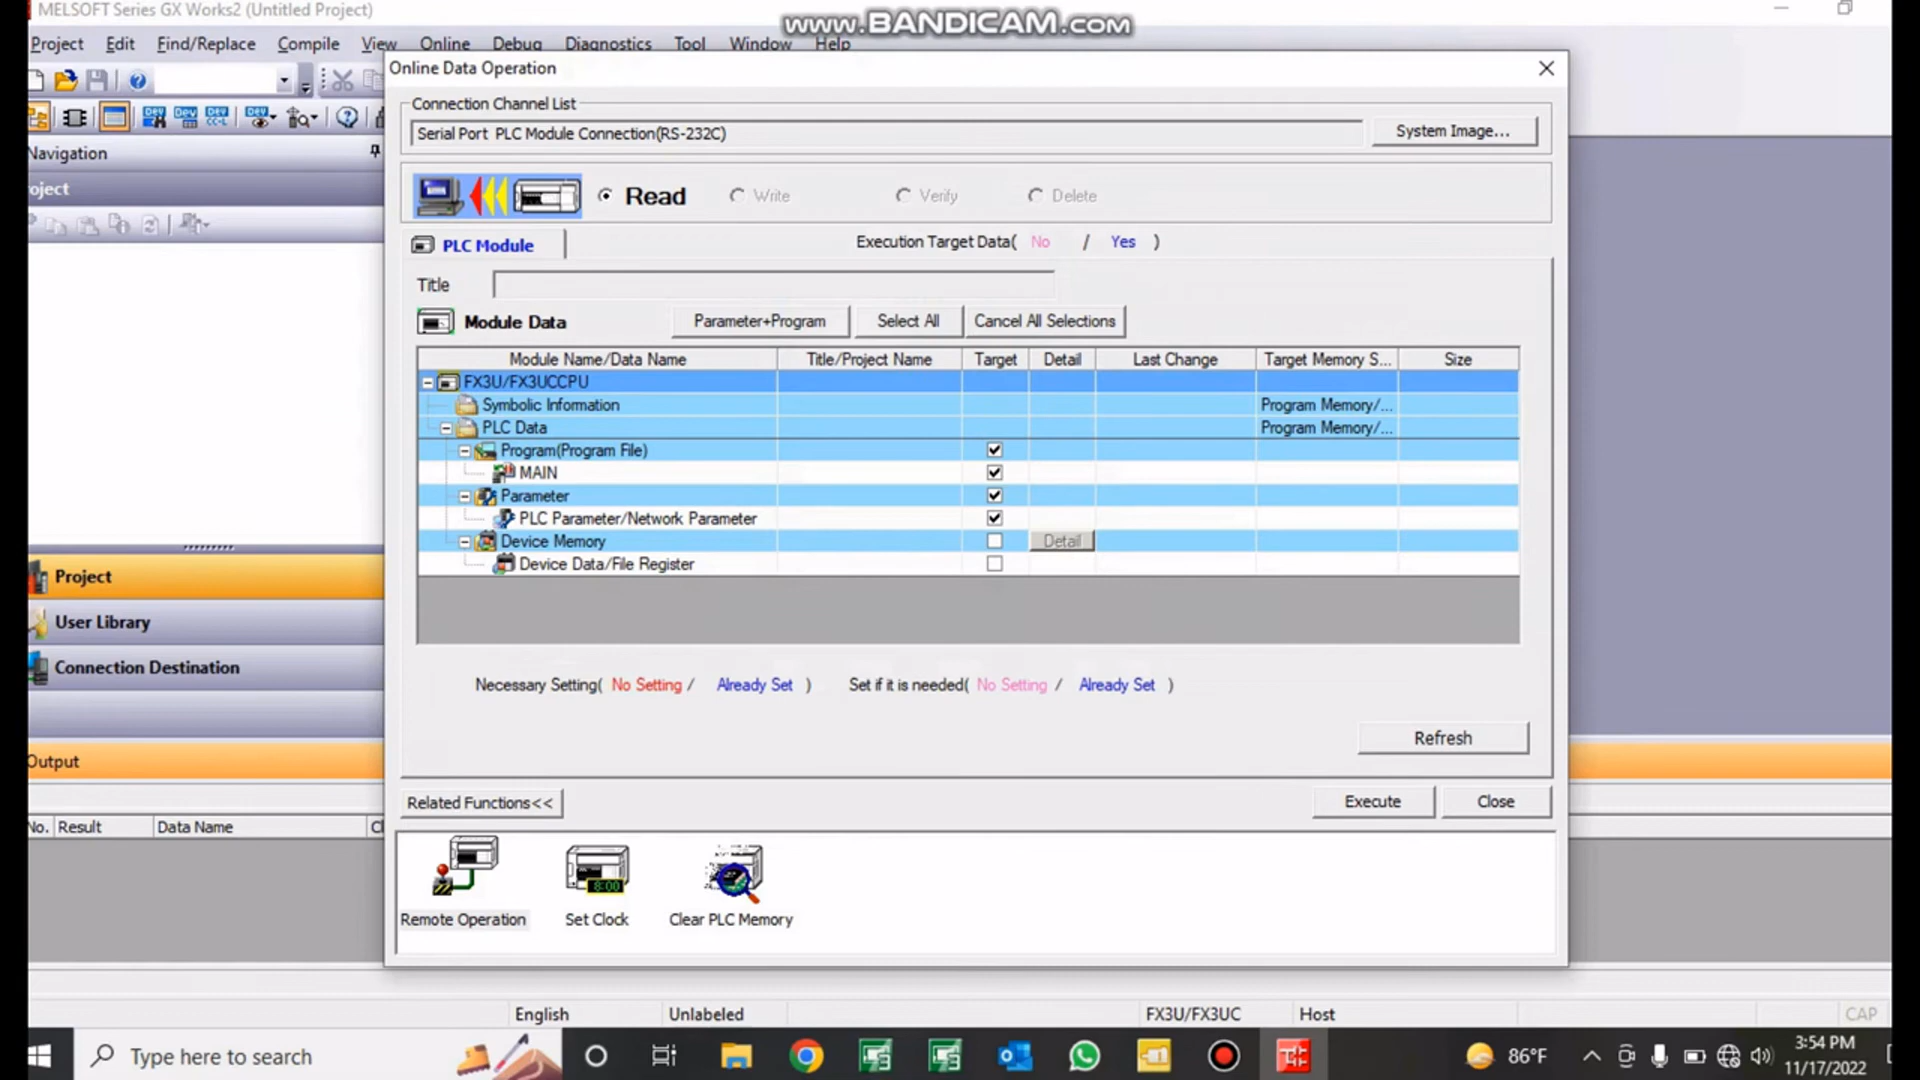 MELSOFT Series GX Works2 (Untitled Project)
www.BANDICAM.com
Project Edit Find/Replace Compile View Online Debug Diagnostics Tool Window Help
Online Data Operation
Connection Channel List
Serial Port PLC Module Connection(RS-232C)
System Image...
Navigation
oject
Read Write Verify Delete
PLC Module
Execution Target Data( No / Yes )
Title
Module Data
Parameter+Program
Select All
Cancel All Selections
Module Name/Data Name Title/Project Name Target Detail Last Change Target Memory S... Size
FX3U/FX3UCCPU
Symbolic Information Program Memory/...
PLC Data Program Memory/...
Program(Program File)
MAIN
Parameter
PLC Parameter/Network Parameter
Device Memory Detail
Device Data/File Register
Project
User Library
Connection Destination
Necessary Setting( No Setting / Already Set ) Set if it is needed( No Setting / Already Set )
Refresh
Output
Related Functions<<
Execute
Close
No. Result Data Name Cl
8:00
Remote Operation
Set Clock
Clear PLC Memory
English Unlabeled FX3U/FX3UC Host CAP
Type here to search
86°F
3:54 PM
11/17/2022